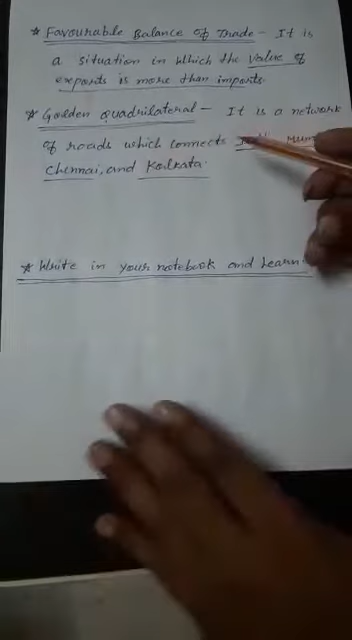 * Favourable Balance of Trade - It is
a situation in which the value of
exports is more than imports.
* Golden Quadrilateral - It is a network
of roads which connects
Chennai, and Kolkata.
* Write in your notebook and Learn